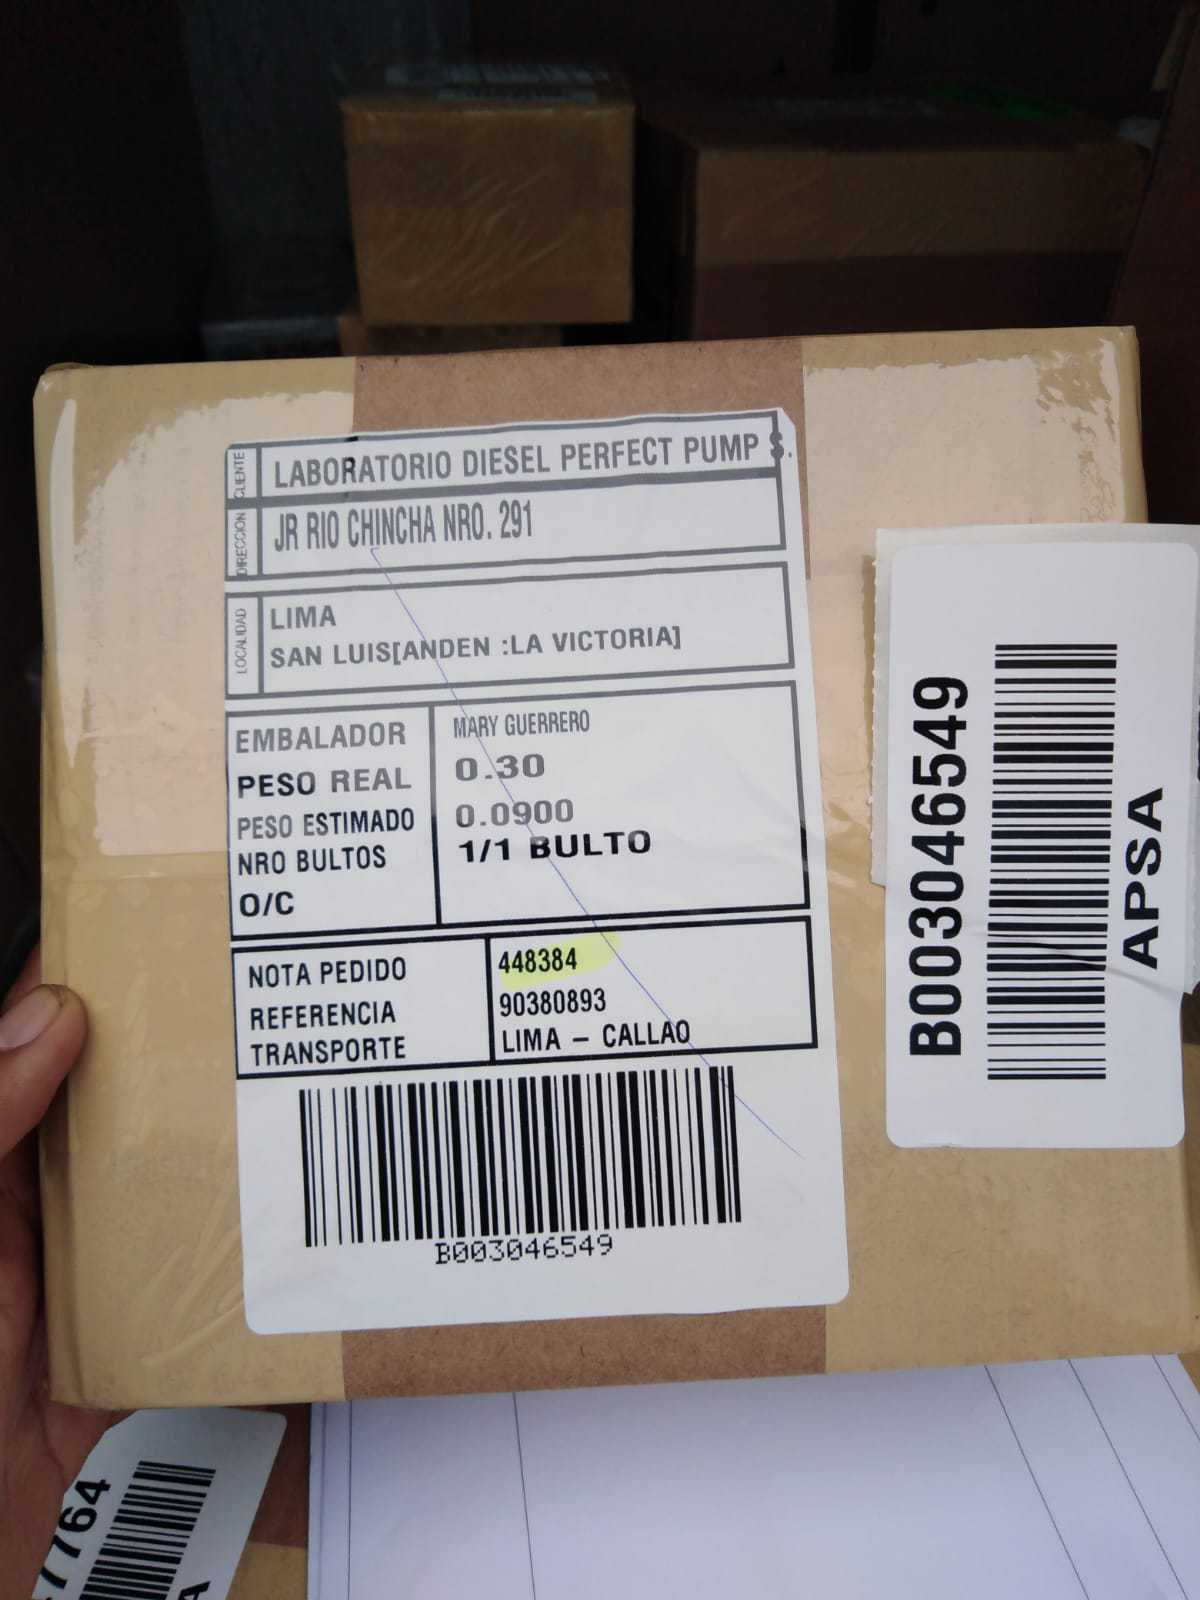 CLIENTE
LABORATORIO DIESEL PERFECT PUMP S.
DIRECCION
JR RIO CHINCHA NRO. 291
LOCALIDAD
LIMA
SAN LUIS[ANDEN :LA VICTORIA]
EMBALADOR MARY GUERRERO
PESO REAL 0.30
PESO ESTIMADO 0.0900
NRO BULTOS 1/1 BULTO
O/C
NOTA PEDIDO 448384
REFERENCIA 90380893
TRANSPORTE LIMA - CALLAO
B003046549
B003046549
APSA
7764